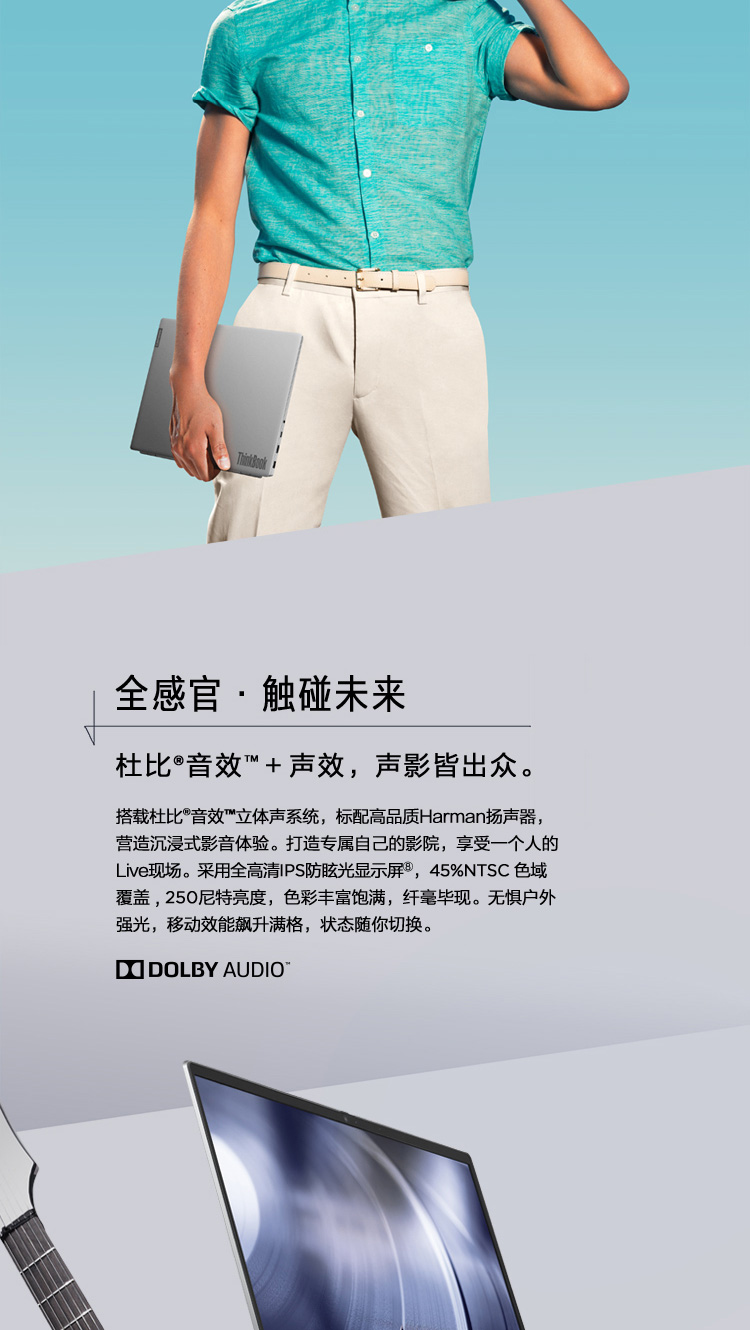 ThinkBook
全感官·触碰未来
杜比®音效™+声效，声影皆出众。
搭载杜比®音效™立体声系统，标配高品质Harman扬声器，
营造沉浸式影音体验。打造专属自己的影院，享受一个人的
Live现场。采用全高清IPS防眩光显示屏⑧，45%NTSC 色域
覆盖 , 250尼特亮度，色彩丰富饱满，纤毫毕现。无惧户外
强光，移动效能飙升满格，状态随你切换。
DOLBY AUDIO™